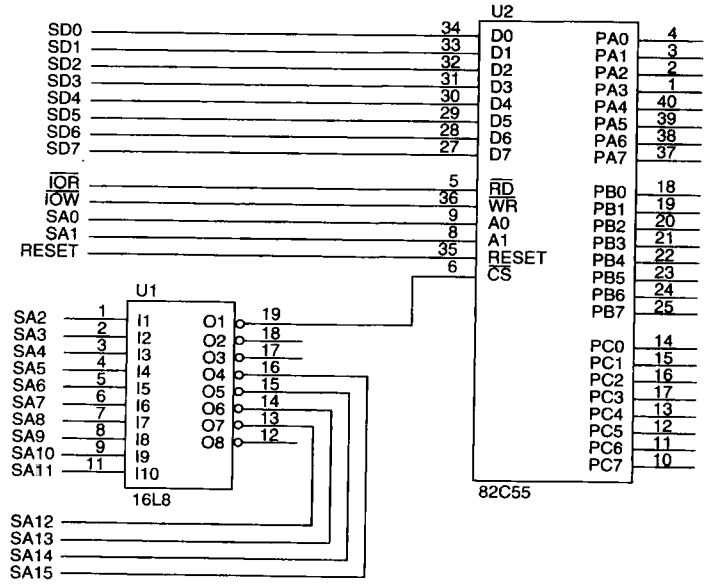 U2
SD0 34 D0 PA0 4
SD1 33 D1 PA1 3
SD2 32 D2 PA2 2
SD3 31 D3 PA3 1
SD4 30 D4 PA4 40
SD5 29 D5 PA5 39
SD6 28 D6 PA6 38
SD7 27 D7 PA7 37
IOR 5 RD PB0 18
IOW 36 WR PB1 19
SA0 9 A0 PB2 20
SA1 8 A1 PB3 21
RESET 35 RESET PB4 22
6 CS PB5 23
PB6 24
PB7 25
U1
SA2 1 I1 O1 19
SA3 2 I2 O2 18
SA4 3 I3 O3 17
SA5 4 I4 O4 16
SA6 5 I5 O5 15
SA7 6 I6 O6 14
SA8 7 I7 O7 13
SA9 8 I8 O8 12
SA10 9 I9
SA11 11 I10
16L8
PC0 14
PC1 15
PC2 16
PC3 17
PC4 13
PC5 12
PC6 11
PC7 10
82C55
SA12
SA13
SA14
SA15